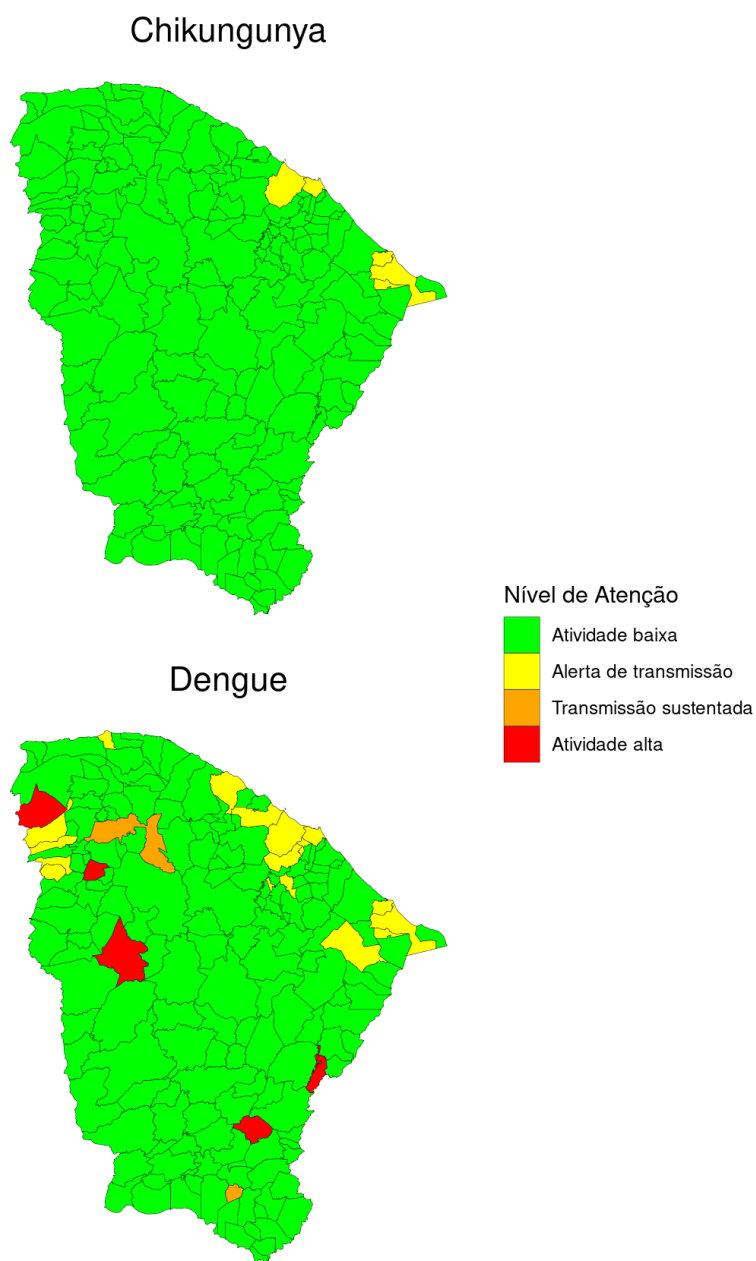 Chikungunya
Nível de Atenção
Atividade baixa
Alerta de transmissão
Transmissão sustentada
Atividade alta
Dengue